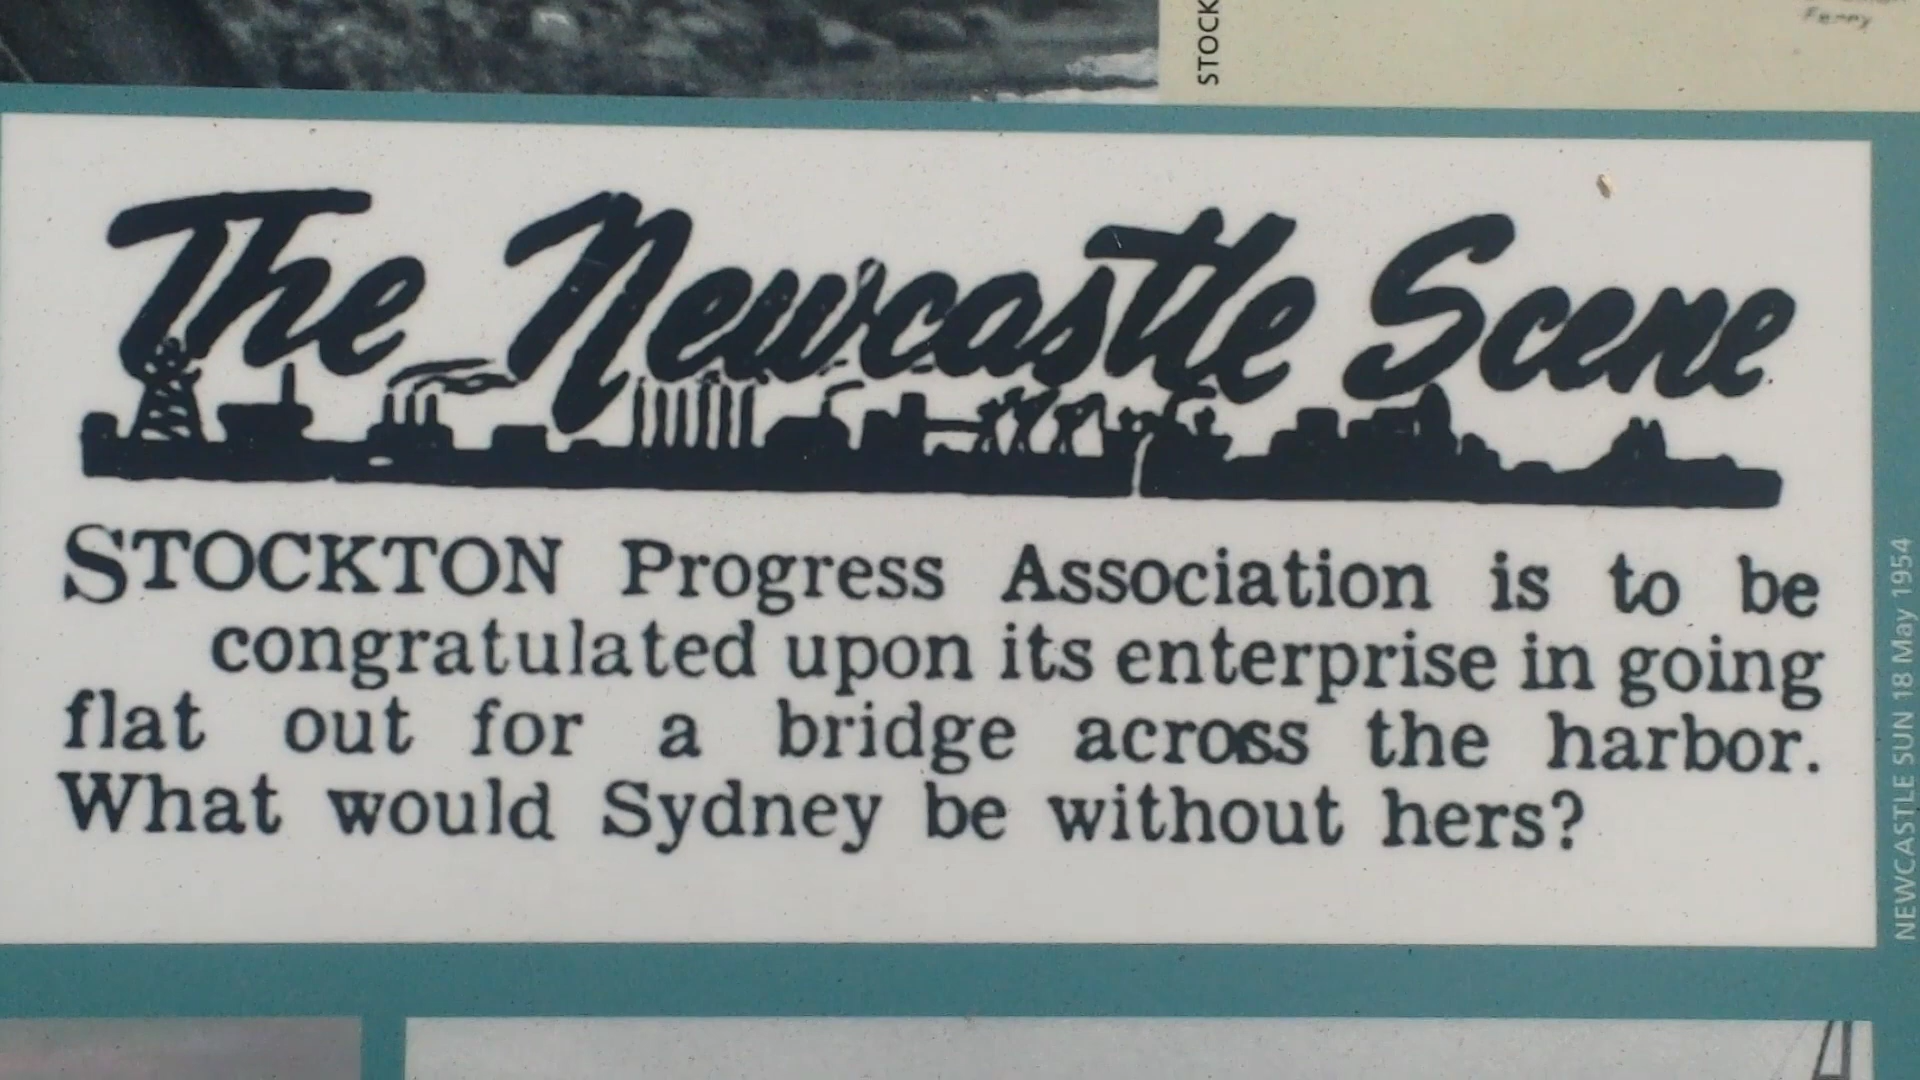 STOCK
Ferry
The Newcastle Scene
STOCKTON Progress Association is to be
congratulated upon its enterprise in going
flat out for a bridge across the harbor.
What would Sydney be without hers?
NEWCASTLE SUN 18 May 1954